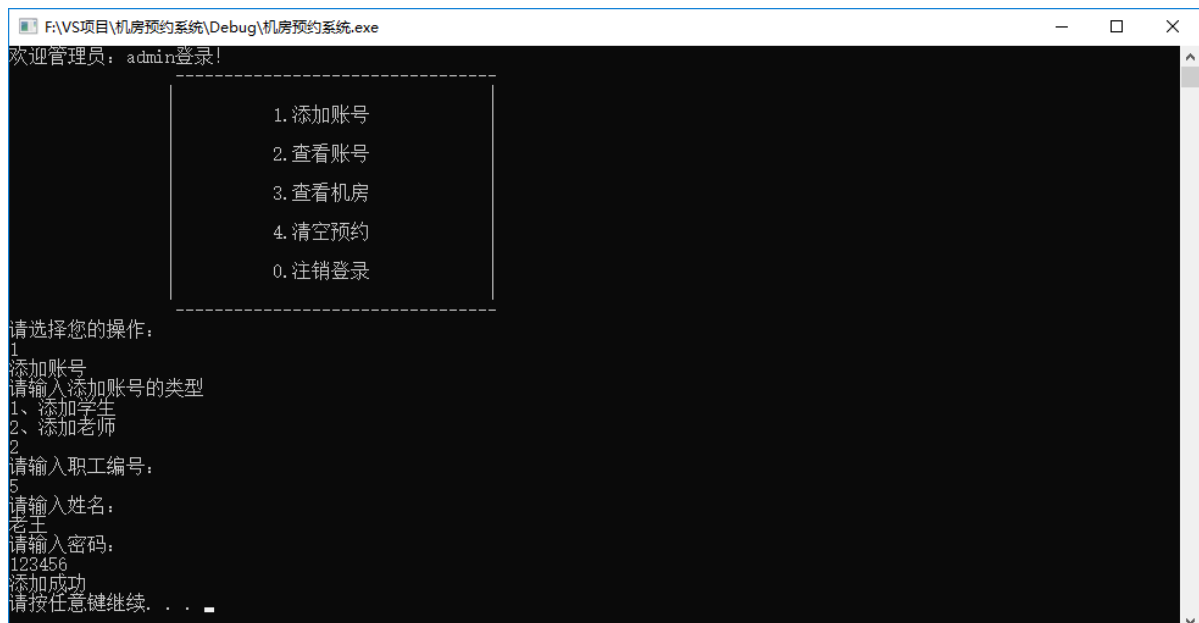 F:\VS项目\机房预约系统\Debug\机房预约系统.exe
欢迎管理员：admin登录！
---------------------------------
1.添加账号
2.查看账号
3.查看机房
4.清空预约
0.注销登录
---------------------------------
请选择您的操作：
1
添加账号
请输入添加账号的类型
1、添加学生
2、添加老师
2
请输入职工编号：
5
请输入姓名：
老王
请输入密码：
123456
添加成功
请按任意键继续. . .